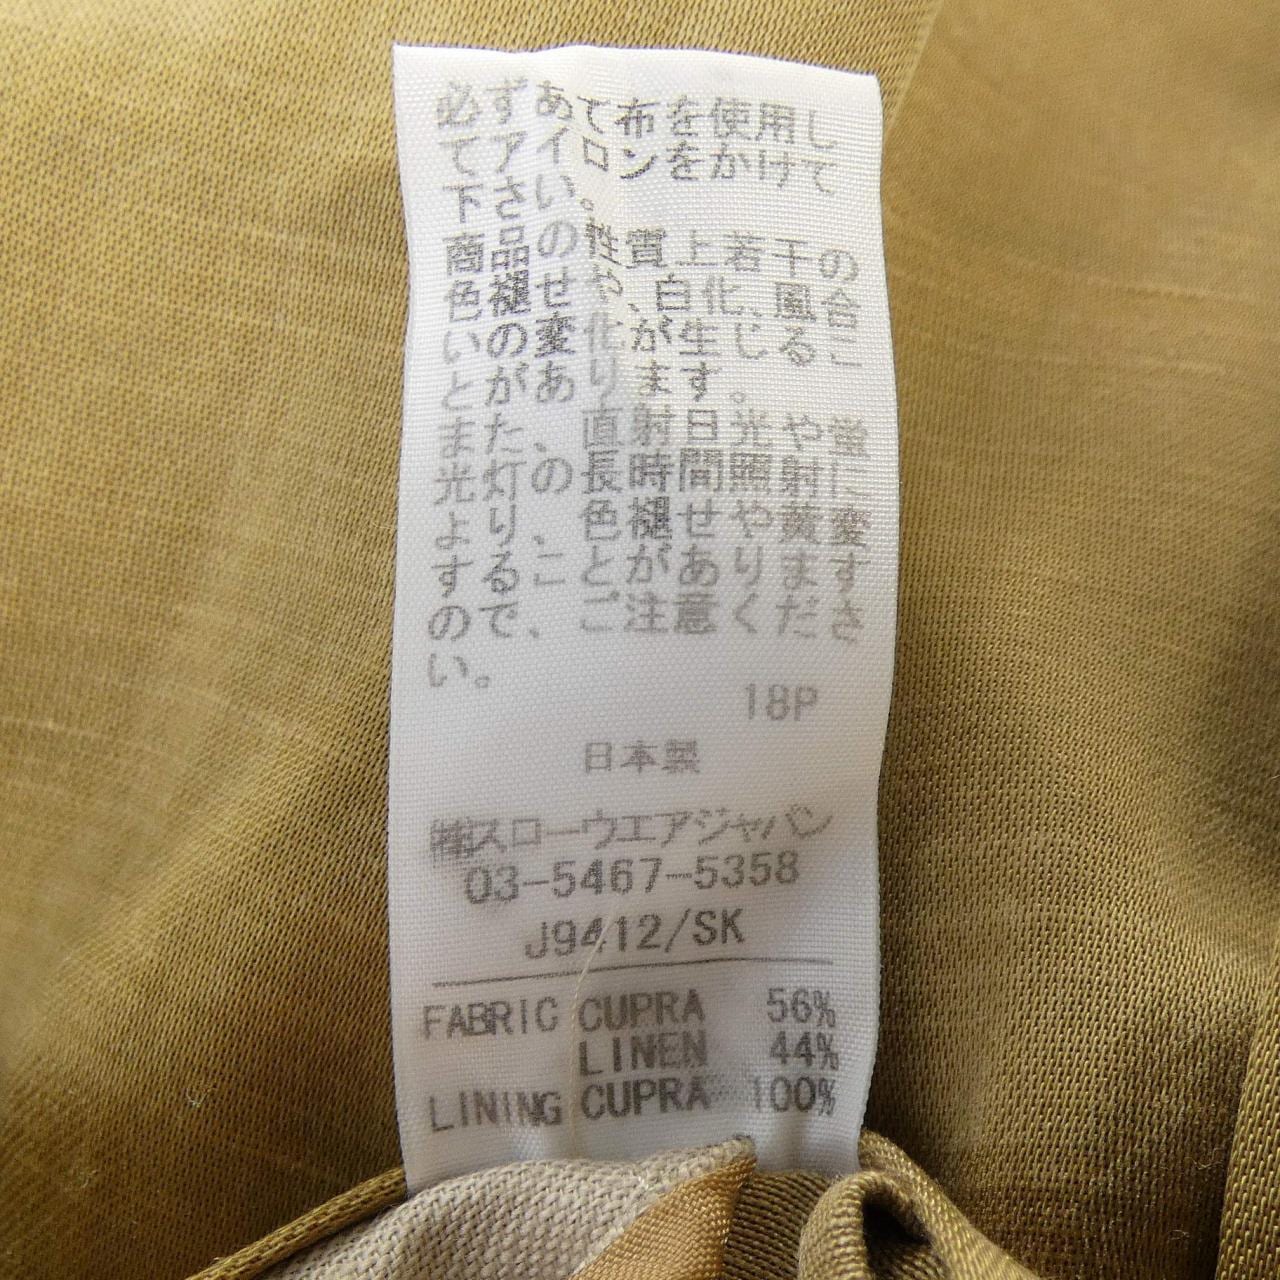 必ずあて布を使用し
てアイロンをかけて
下さい。
商品の性質上若干の
色褪せや、白化、風合
いの変化が生じるこ
とがあります。
また、直射日光や蛍
光灯の長時間照射に
より、色褪せや黄変
することがあります
ので、ご注意くださ
い。
18P
日本製
㈱スローウエアジャパン
03-5467-5358
J9412/SK
FABRIC CUPRA 56%
LINEN 44%
LINING CUPRA 100%